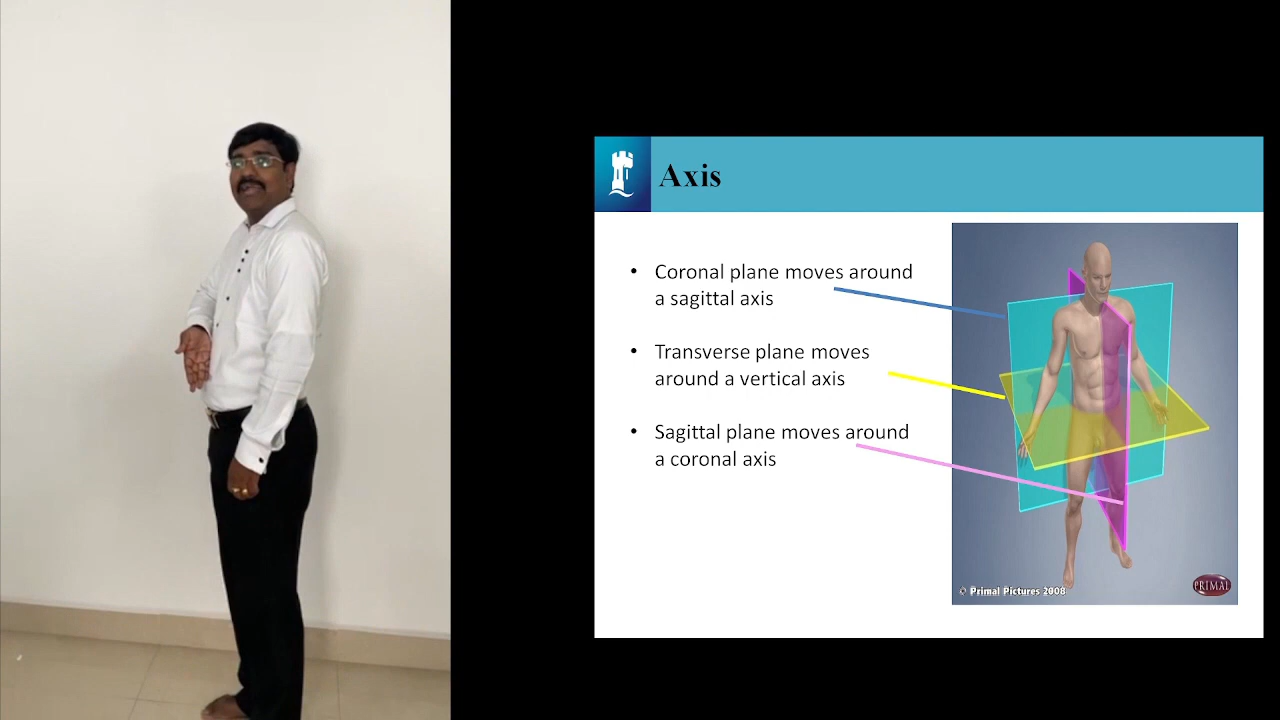 Axis
• Coronal plane moves around
a sagittal axis
• Transverse plane moves
around a vertical axis
• Sagittal plane moves around
a coronal axis
© Primal Pictures 2008
PRIMAL